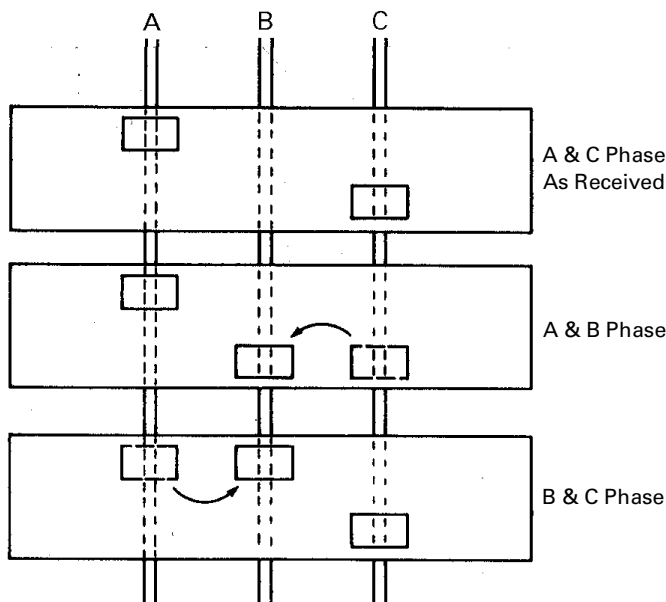 A B C
A & C Phase
As Received
A & B Phase
B & C Phase